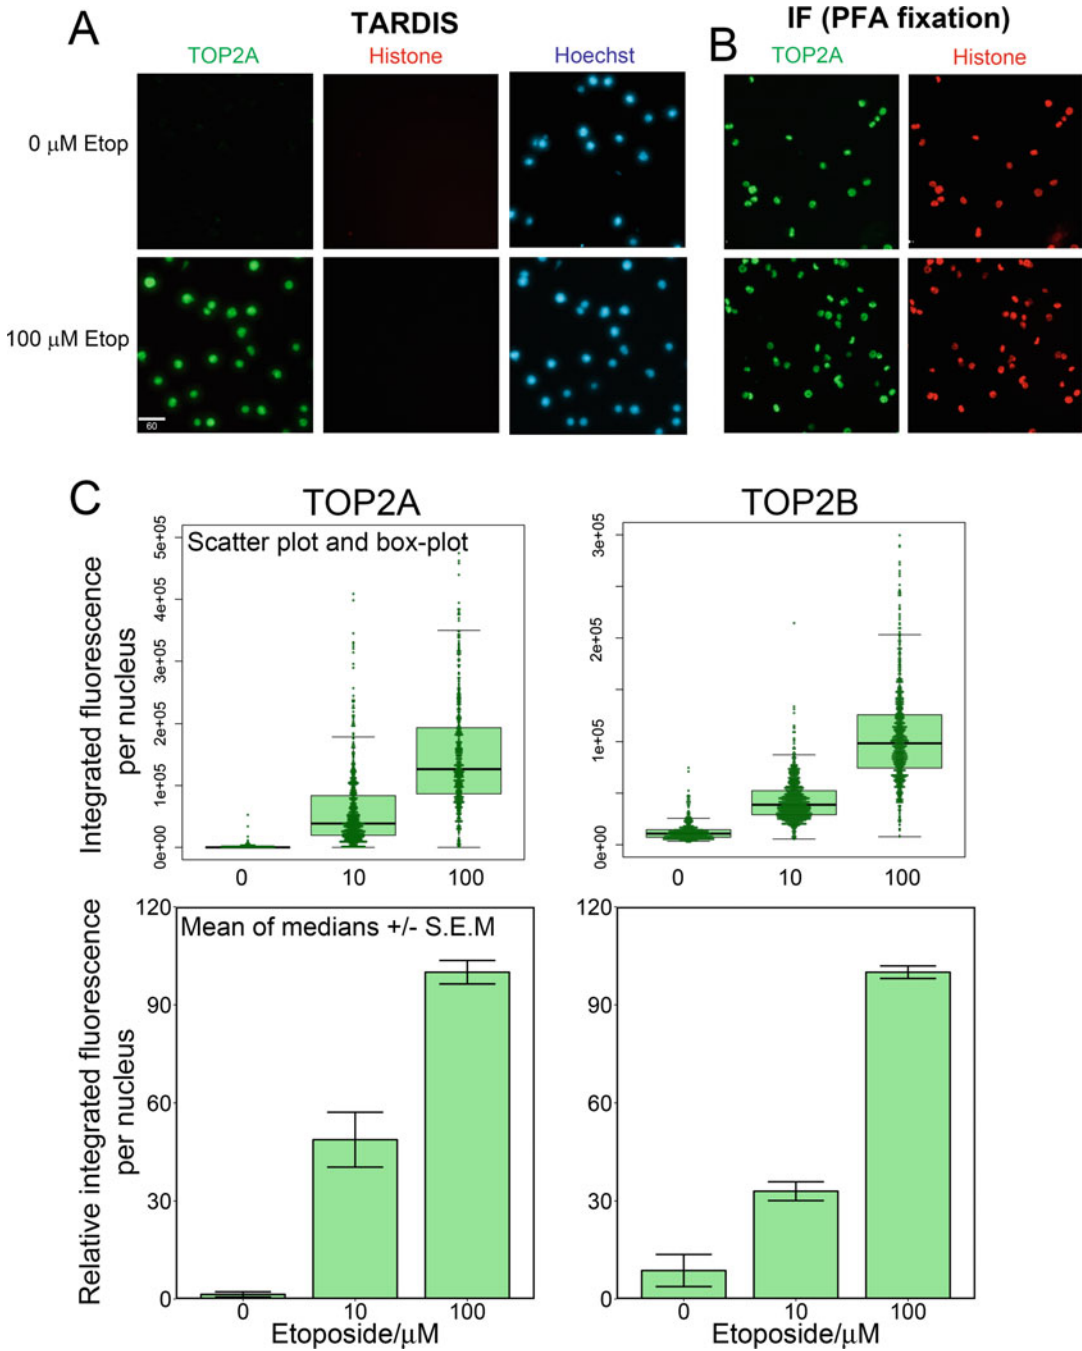 A
TARDIS
TOP2A
Histone
Hoechst
0 μM Etop
100 μM Etop
60
B
IF (PFA fixation)
TOP2A
Histone
C
TOP2A
Scatter plot and box-plot
Integrated fluorescence
per nucleus
5e+05
4e+05
3e+05
2e+05
1e+05
0e+00
0 10 100
TOP2B
3e+05
2e+05
1e+05
0e+00
0 10 100
Mean of medians +/- S.E.M
Relative integrated fluorescence
per nucleus
120
90
60
30
0
0 10 100
Etoposide/μM
120
90
60
30
0
0 10 100
Etoposide/μM